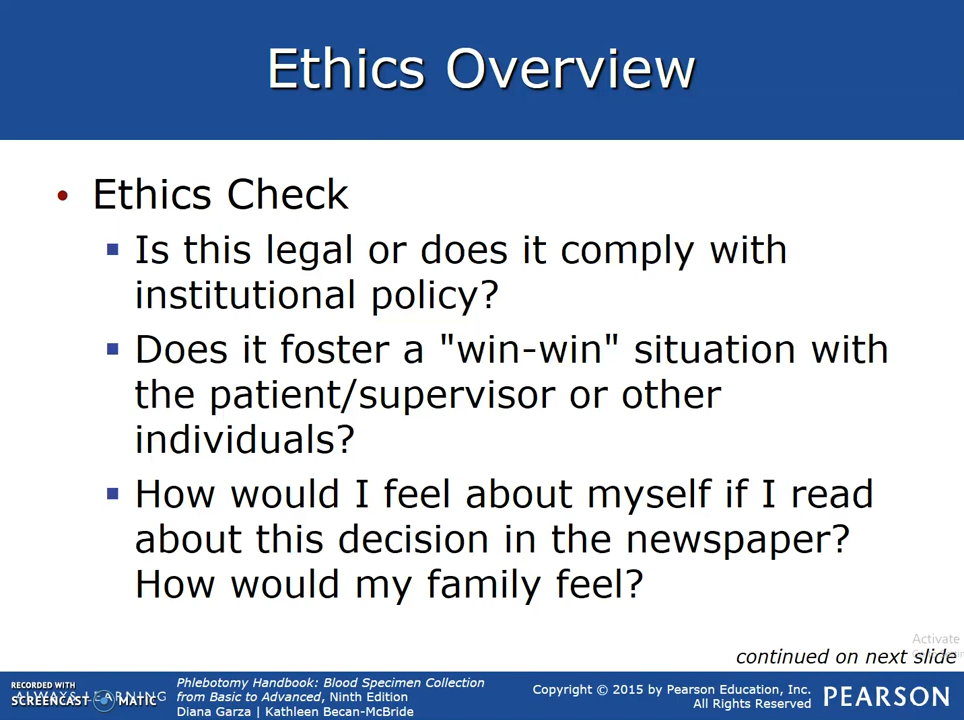 Ethics Overview
• Ethics Check
▪ Is this legal or does it comply with
institutional policy?
▪ Does it foster a "win-win" situation with
the patient/supervisor or other
individuals?
▪ How would I feel about myself if I read
about this decision in the newspaper?
How would my family feel?
Activate
continued on next slide
RECORDED WITH
SCREENCAST MATIC
ALWAYS LEARNING
Phlebotomy Handbook: Blood Specimen Collection
from Basic to Advanced, Ninth Edition
Diana Garza | Kathleen Becan-McBride
Copyright © 2015 by Pearson Education, Inc.
All Rights Reserved
PEARSON